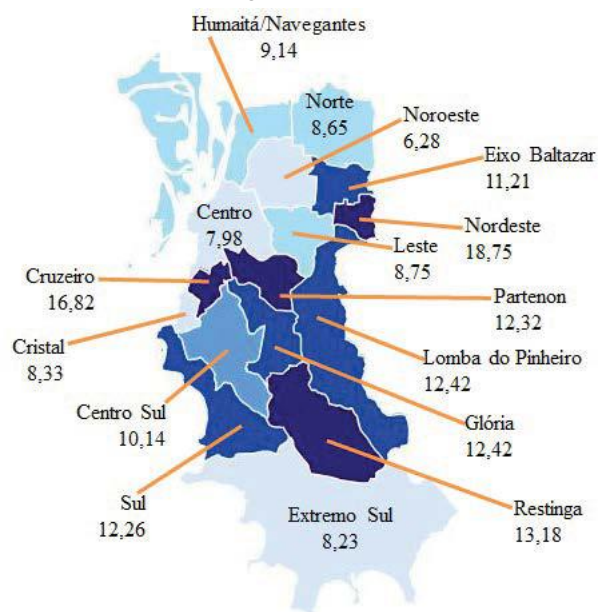 Humaitá/Navegantes
9,14
Norte
8,65
Noroeste
6,28
Eixo Baltazar
11,21
Centro
7,98
Nordeste
18,75
Leste
8,75
Cruzeiro
16,82
Partenon
12,32
Cristal
8,33
Lomba do Pinheiro
12,42
Centro Sul
10,14
Glória
12,42
Sul
12,26
Extremo Sul
8,23
Restinga
13,18